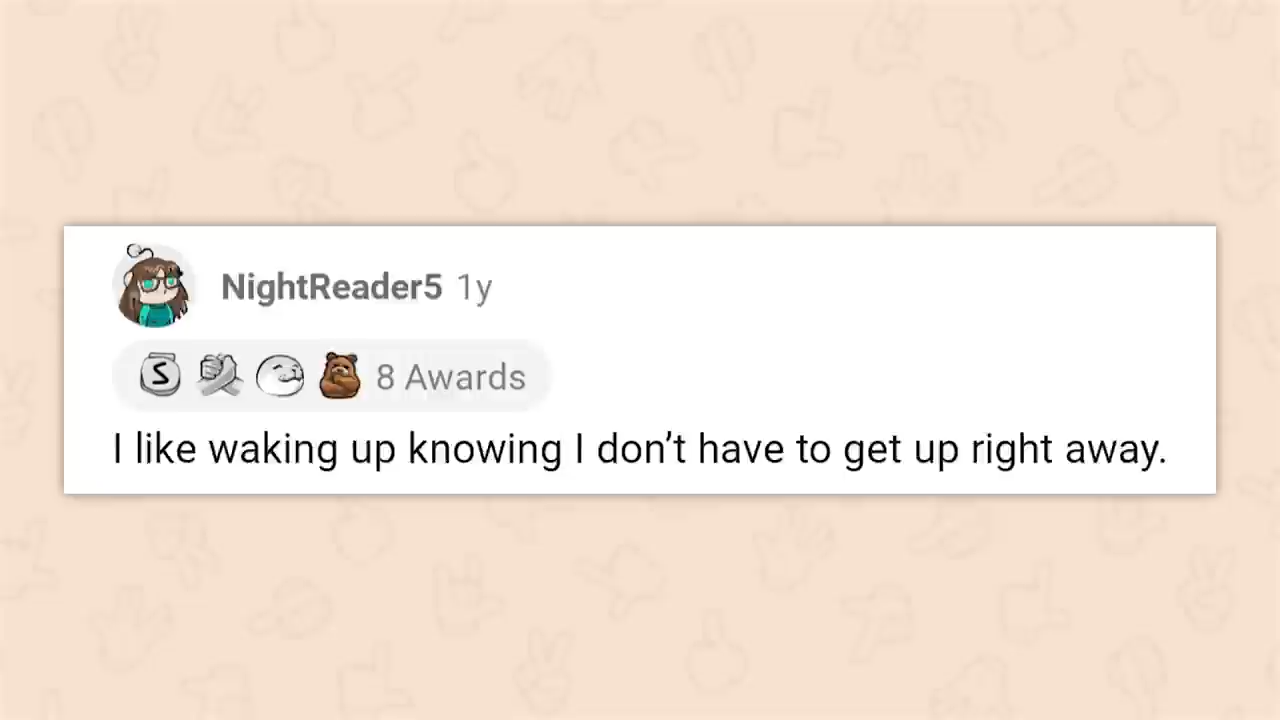 NightReader5 1y
S 8 Awards
I like waking up knowing I don’t have to get up right away.